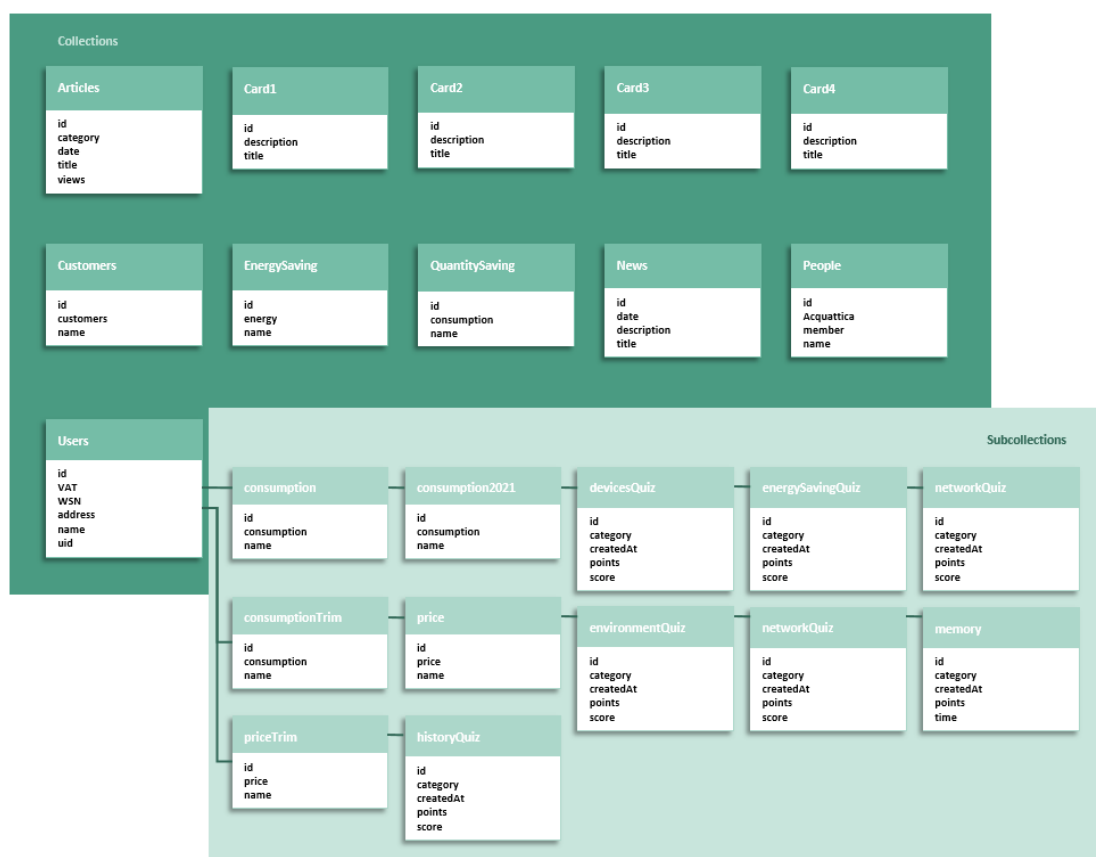 Collections
Articles
id
category
date
title
views
Card1
id
description
title
Card2
id
description
title
Card3
id
description
title
Card4
id
description
title
Customers
id
customers
name
EnergySaving
id
energy
name
QuantitySaving
id
consumption
name
News
id
date
description
title
People
id
Acquattica
member
name
Users
id
VAT
WSN
address
name
uid
Subcollections
consumption
id
consumption
name
consumption2021
id
consumption
name
devicesQuiz
id
category
createdAt
points
score
energySavingQuiz
id
category
createdAt
points
score
networkQuiz
id
category
createdAt
points
score
consumptionTrim
id
consumption
name
price
id
price
name
environmentQuiz
id
category
createdAt
points
score
networkQuiz
id
category
createdAt
points
score
memory
id
category
createdAt
points
time
priceTrim
id
price
name
historyQuiz
id
category
createdAt
points
score